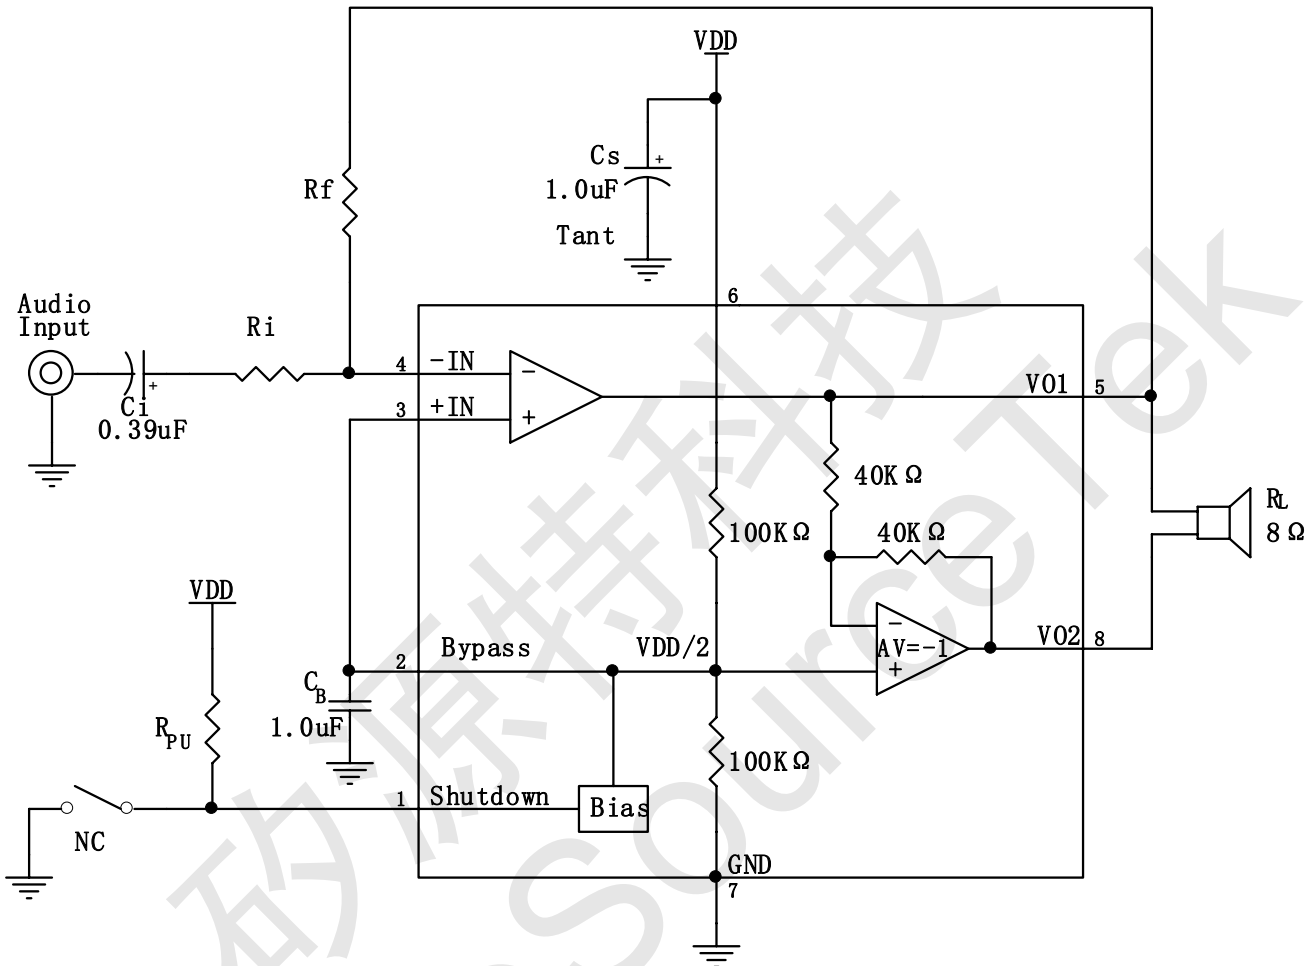 VDD
Cs
+
1.0uF
Tant
Rf
6
Audio
Input
Ri
+
Ci
0.39uF
4
-IN
−
3
+IN
+
VO1
5
40KΩ
100KΩ
40KΩ
RL
8Ω
VDD
2
Bypass
VDD/2
−
AV=-1
+
VO2
8
CB
1.0uF
RPU
100KΩ
1
Shutdown
Bias
NC
GND
7
矽源特科技
SourceTek